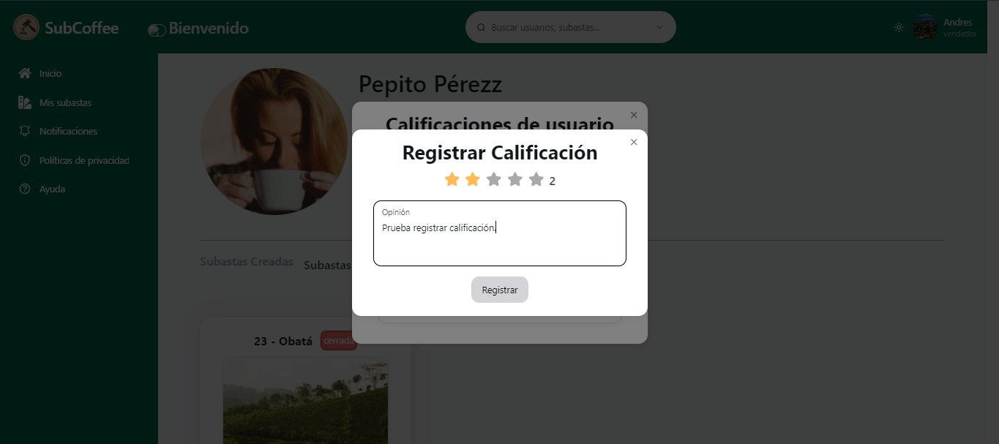 SubCoffee
Bienvenido
Buscar usuarios, subastas...
Andres
vendedor
Inicio
Mis subastas
Notificaciones
Políticas de privacidad
Ayuda
Pepito Pérezz
Calificaciones de usuario
Registrar Calificación
2
Opinión
Prueba registrar calificación.
Registrar
Subastas Creadas
Subastas
23 - Obatá
cerrada